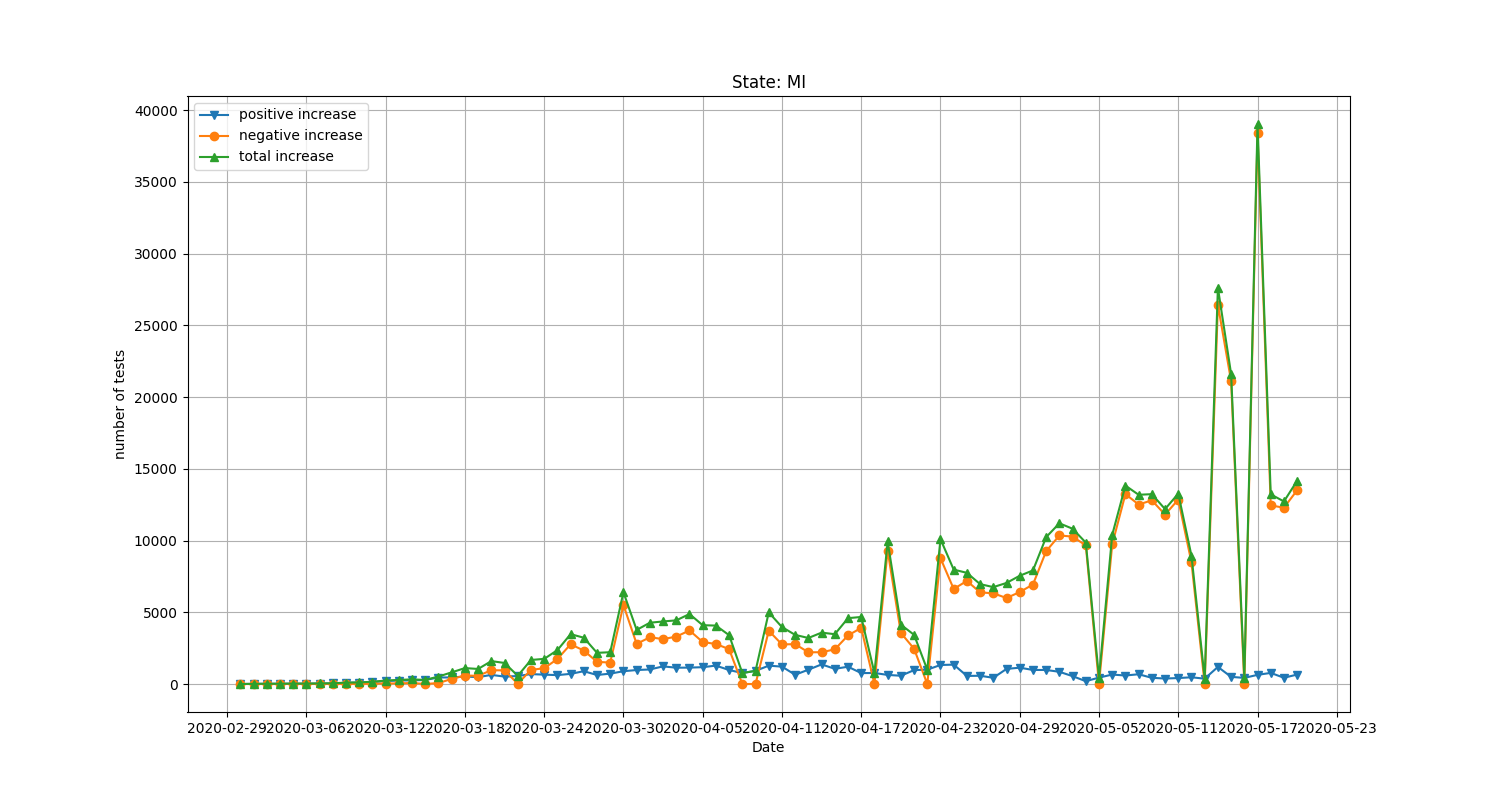 State: MI
positive increase
negative increase
total increase
40000
35000
30000
25000
20000
15000
10000
5000
0
number of tests
2020-02-29 2020-03-06 2020-03-12 2020-03-18 2020-03-24 2020-03-30 2020-04-05 2020-04-11 2020-04-17 2020-04-23 2020-04-29 2020-05-05 2020-05-11 2020-05-17 2020-05-23
Date